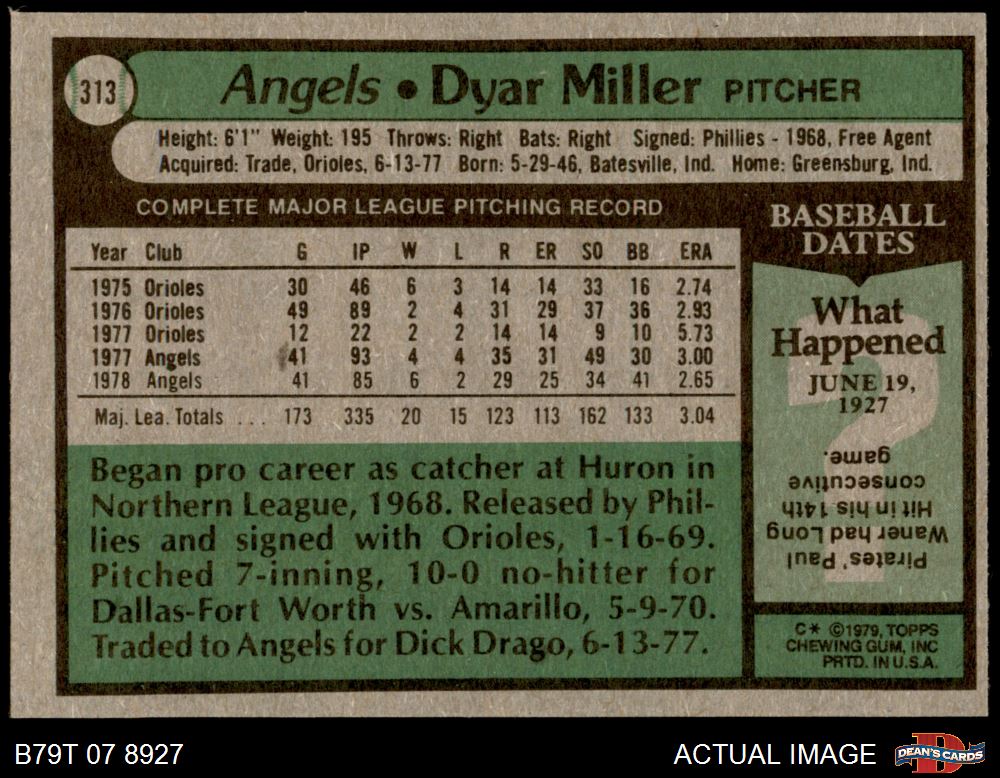 313
Angels • Dyar Miller PITCHER
Height: 6'1" Weight: 195 Throws: Right Bats: Right Signed: Phillies - 1968, Free Agent
Acquired: Trade, Orioles, 6-13-77 Born: 5-29-46, Batesville, Ind. Home: Greensburg, Ind.
COMPLETE MAJOR LEAGUE PITCHING RECORD
Year Club G IP W L R ER SO BB ERA
1975 Orioles 30 46 6 3 14 14 33 16 2.74
1976 Orioles 49 89 2 4 31 29 37 36 2.93
1977 Orioles 12 22 2 2 14 14 9 10 5.73
1977 Angels 41 93 4 4 35 31 49 30 3.00
1978 Angels 41 85 6 2 29 25 34 41 2.65
Maj. Lea. Totals ... 173 335 20 15 123 113 162 133 3.04
Began pro career as catcher at Huron in
Northern League, 1968. Released by Phil-
lies and signed with Orioles, 1-16-69.
Pitched 7-inning, 10-0 no-hitter for
Dallas-Fort Worth vs. Amarillo, 5-9-70.
Traded to Angels for Dick Drago, 6-13-77.
BASEBALL
DATES
What
Happened
JUNE 19,
1927
Pirates' Paul
Waner had Long
Hit in his 14th
consecutive
game.
C* ©1979, TOPPS
CHEWING GUM, INC
PRTD. IN U.S.A.
B79T 07 8927
ACTUAL IMAGE
DEAN'S CARDS